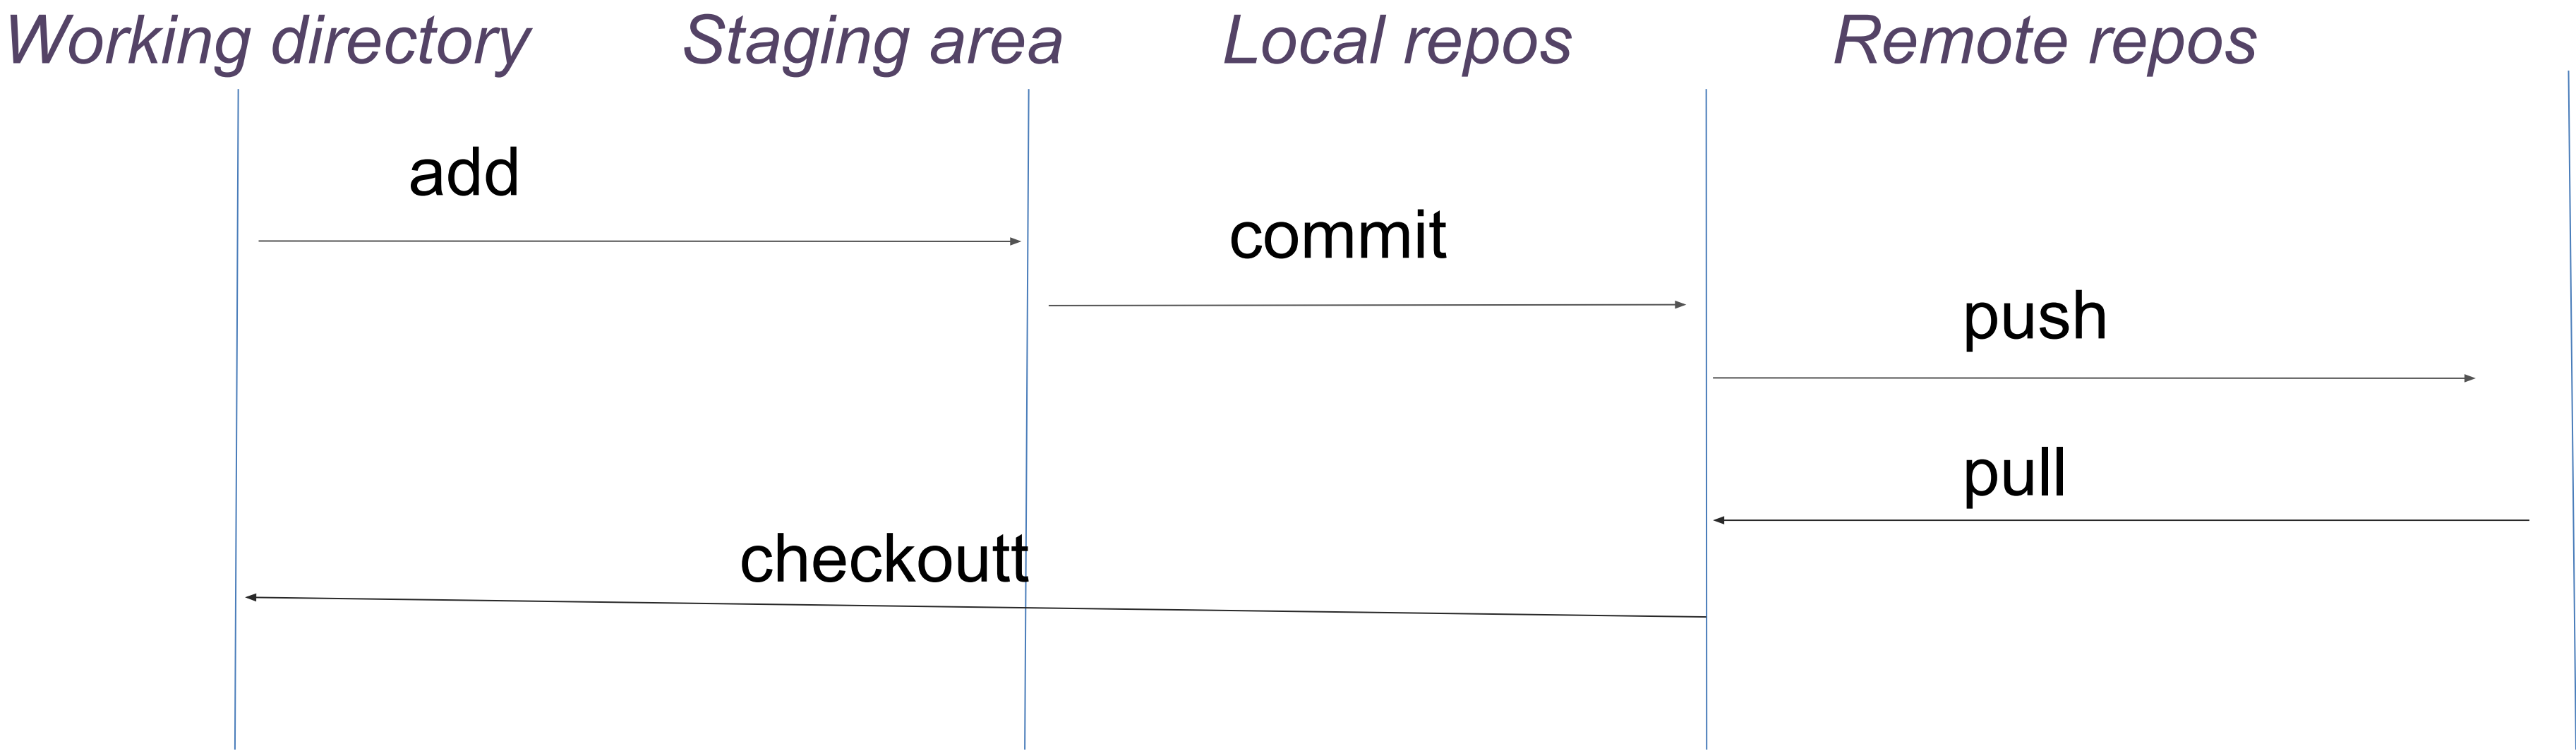 Working directory Staging area Local repos Remote repos
add
commit
push
pull
checkoutt